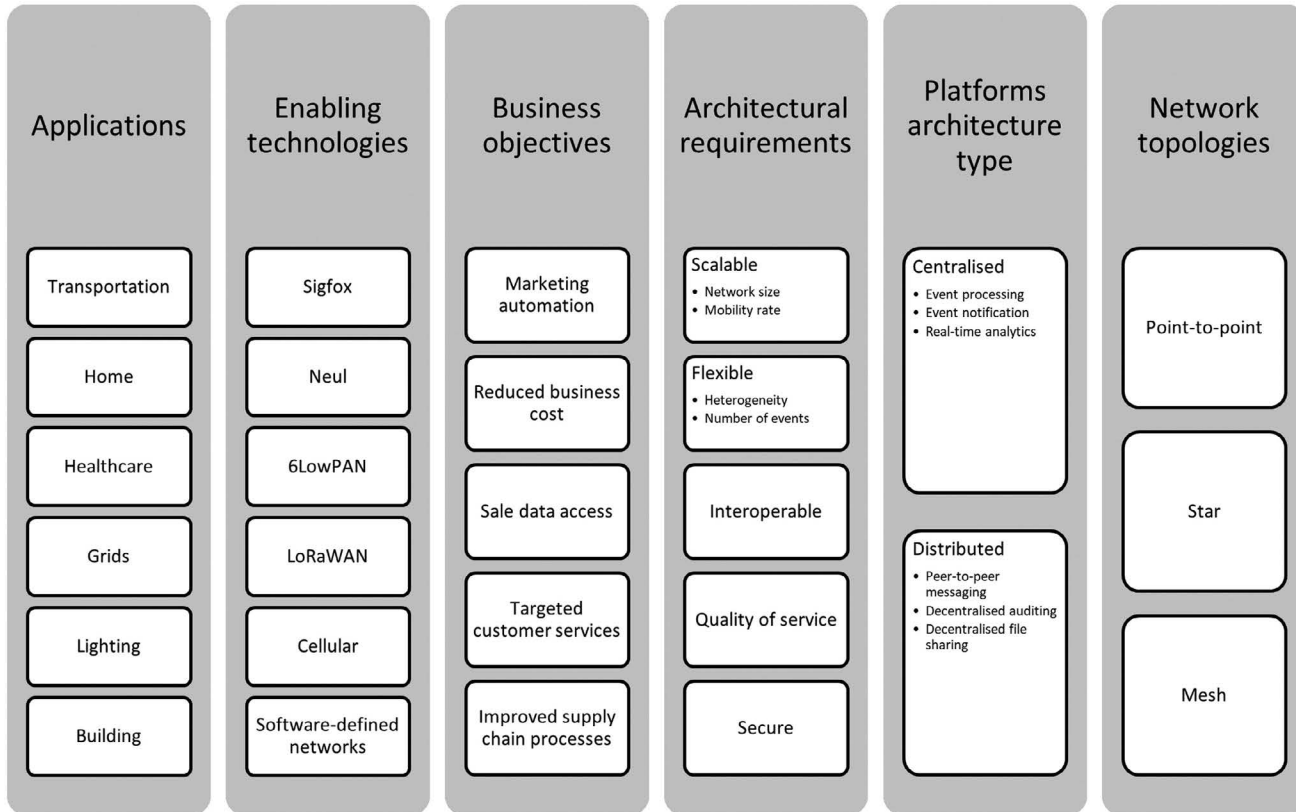 Applications
Transportation
Home
Healthcare
Grids
Lighting
Building
Enabling
technologies
Sigfox
Neul
6LowPAN
LoRaWAN
Cellular
Software-defined
networks
Business
objectives
Marketing
automation
Reduced business
cost
Sale data access
Targeted
customer services
Improved supply
chain processes
Architectural
requirements
Scalable
• Network size
• Mobility rate
Flexible
• Heterogeneity
• Number of events
Interoperable
Quality of service
Secure
Platforms
architecture
type
Centralised
• Event processing
• Event notification
• Real-time analytics
Distributed
• Peer-to-peer
messaging
• Decentralised auditing
• Decentralised file
sharing
Network
topologies
Point-to-point
Star
Mesh